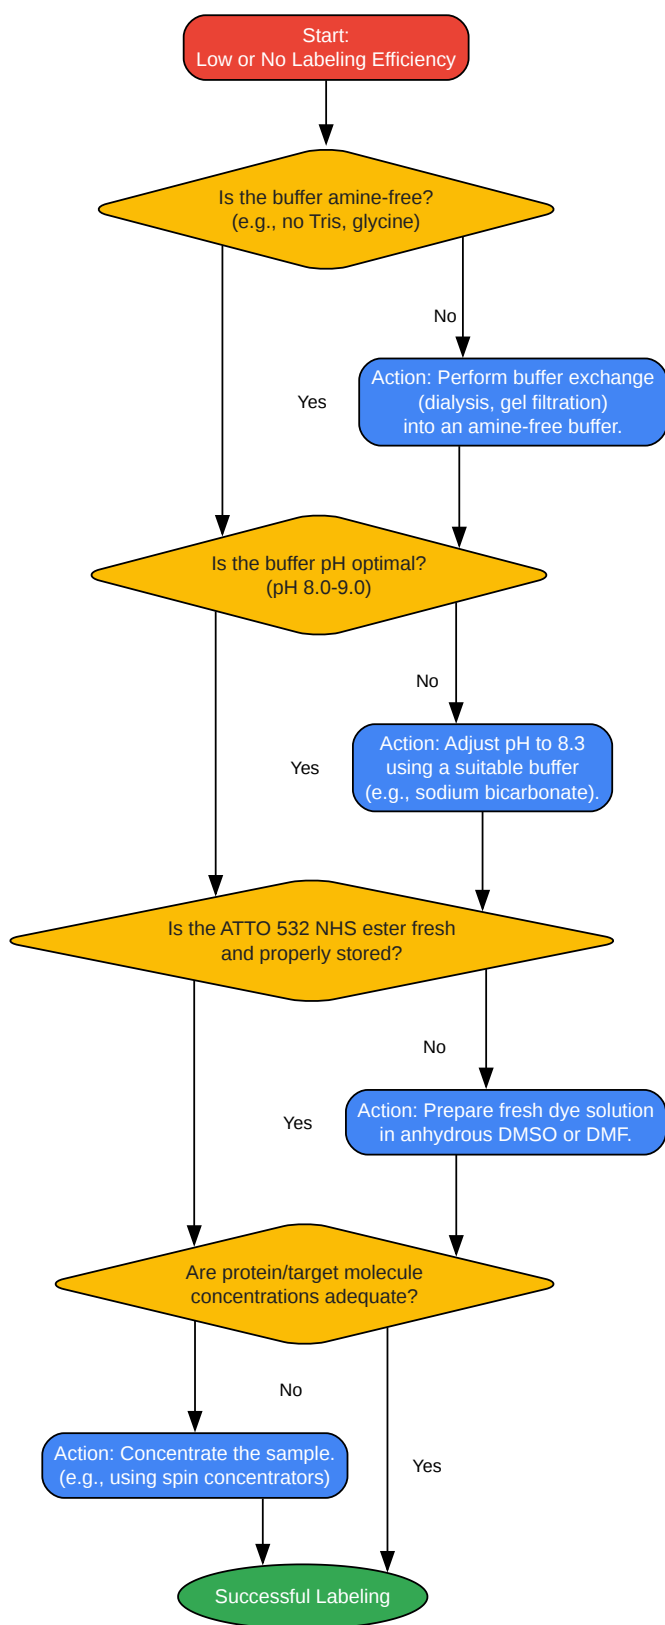 Start:
Low or No Labeling Efficiency
Is the buffer amine-free?
(e.g., no Tris, glycine)
No
Action: Perform buffer exchange
(dialysis, gel filtration)
into an amine-free buffer.
Yes
Is the buffer pH optimal?
(pH 8.0-9.0)
No
Action: Adjust pH to 8.3
using a suitable buffer
(e.g., sodium bicarbonate).
Yes
Is the ATTO 532 NHS ester fresh
and properly stored?
No
Action: Prepare fresh dye solution
in anhydrous DMSO or DMF.
Yes
Are protein/target molecule
concentrations adequate?
No
Action: Concentrate the sample.
(e.g., using spin concentrators)
Yes
Successful Labeling